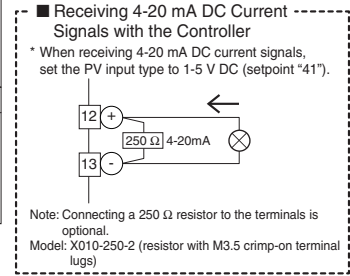 ■ Receiving 4-20 mA DC Current
Signals with the Controller
* When receiving 4-20 mA DC current signals,
set the PV input type to 1-5 V DC (setpoint "41").
12 +
250 Ω 4-20mA
13 -
Note: Connecting a 250 Ω resistor to the terminals is
optional.
Model: X010-250-2 (resistor with M3.5 crimp-on terminal
lugs)